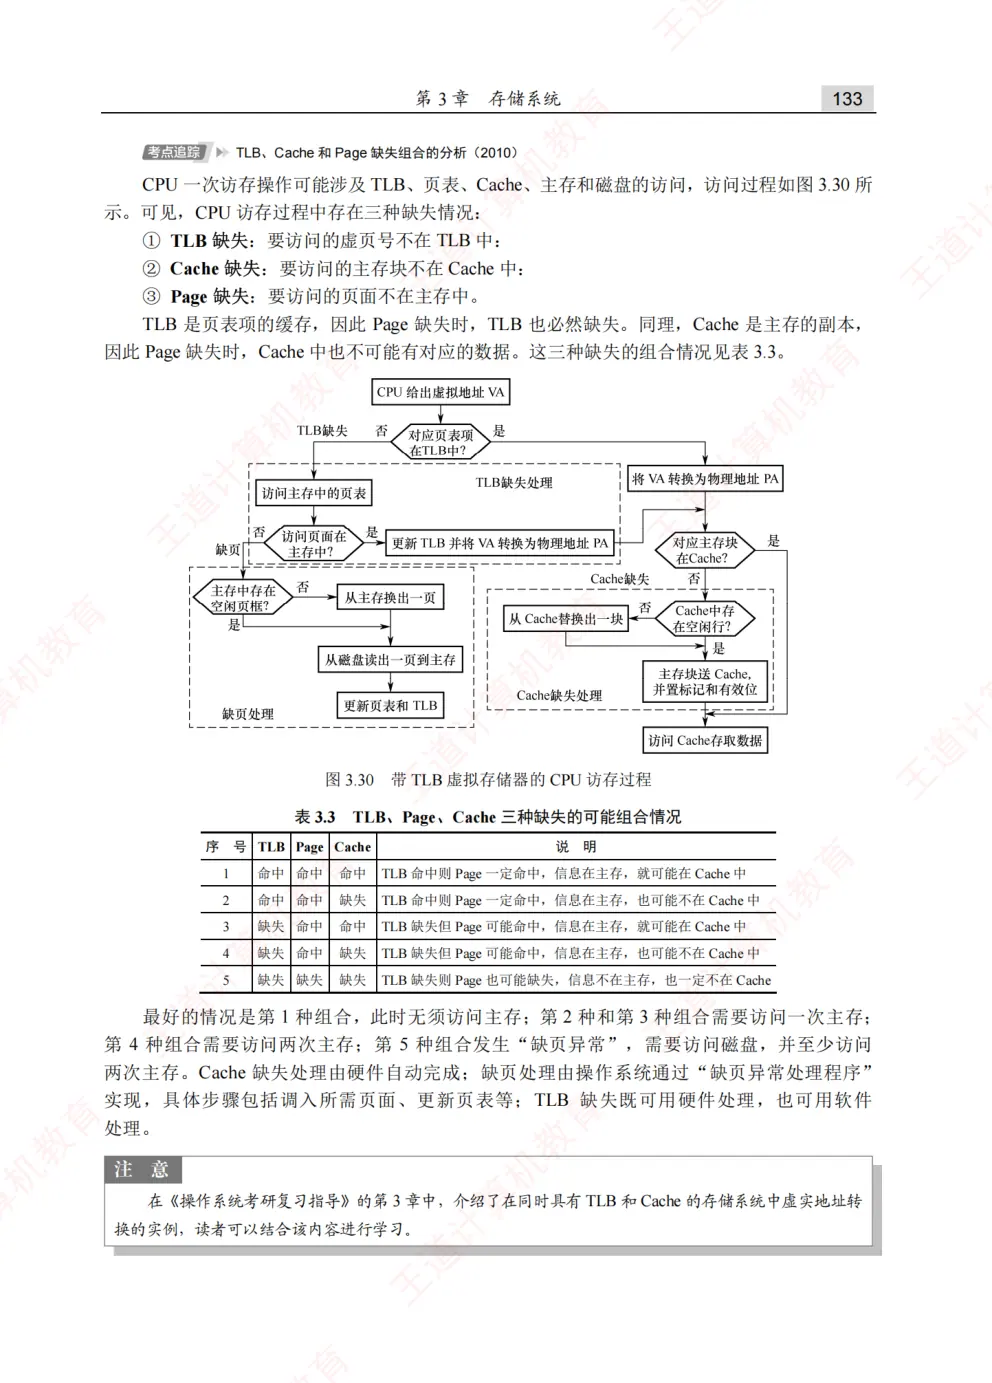 第 3 章 存储系统 133
考点追踪 TLB、Cache 和 Page 缺失组合的分析（2010）
CPU 一次访存操作可能涉及 TLB、页表、Cache、主存和磁盘的访问，访问过程如图 3.30 所
示。可见，CPU 访存过程中存在三种缺失情况：
① TLB 缺失：要访问的虚页号不在 TLB 中；
② Cache 缺失：要访问的主存块不在 Cache 中；
③ Page 缺失：要访问的页面不在主存中。
TLB 是页表项的缓存，因此 Page 缺失时，TLB 也必然缺失。同理，Cache 是主存的副本，
因此 Page 缺失时，Cache 中也不可能有对应的数据。这三种缺失的组合情况见表 3.3。
CPU 给出虚拟地址 VA
TLB缺失 否
对应页表项
在TLB中?
是
TLB缺失处理
将 VA 转换为物理地址 PA
访问主存中的页表
否
访问页面在
主存中?
是
缺页
更新 TLB 并将 VA 转换为物理地址 PA
对应主存块
在Cache?
是
Cache缺失 否
主存中存在
空闲页框?
否
是
从主存换出一页
从 Cache替换出一块
否
Cache中存
在空闲行?
是
从磁盘读出一页到主存
主存块送 Cache,
并置标记和有效位
Cache缺失处理
更新页表和 TLB
缺页处理
访问 Cache存取数据
图 3.30 带 TLB 虚拟存储器的 CPU 访存过程
表 3.3 TLB、Page、Cache 三种缺失的可能组合情况
序 号 TLB Page Cache 说 明
1 命中 命中 命中 TLB 命中则 Page 一定命中，信息在主存，就可能在 Cache 中
2 命中 命中 缺失 TLB 命中则 Page 一定命中，信息在主存，也可能不在 Cache 中
3 缺失 命中 命中 TLB 缺失但 Page 可能命中，信息在主存，就可能在 Cache 中
4 缺失 命中 缺失 TLB 缺失但 Page 可能命中，信息在主存，也可能不在 Cache 中
5 缺失 缺失 缺失 TLB 缺失则 Page 也可能缺失，信息不在主存，也一定不在 Cache
最好的情况是第 1 种组合，此时无须访问主存；第 2 种和第 3 种组合需要访问一次主存；
第 4 种组合需要访问两次主存；第 5 种组合发生“缺页异常”，需要访问磁盘，并至少访问
两次主存。Cache 缺失处理由硬件自动完成；缺页处理由操作系统通过“缺页异常处理程序”
实现，具体步骤包括调入所需页面、更新页表等；TLB 缺失既可用硬件处理，也可用软件
处理。
注 意
在《操作系统考研复习指导》的第 3 章中，介绍了在同时具有 TLB 和 Cache 的存储系统中虚实地址转
换的实例，读者可以结合该内容进行学习。
王道计算机教育